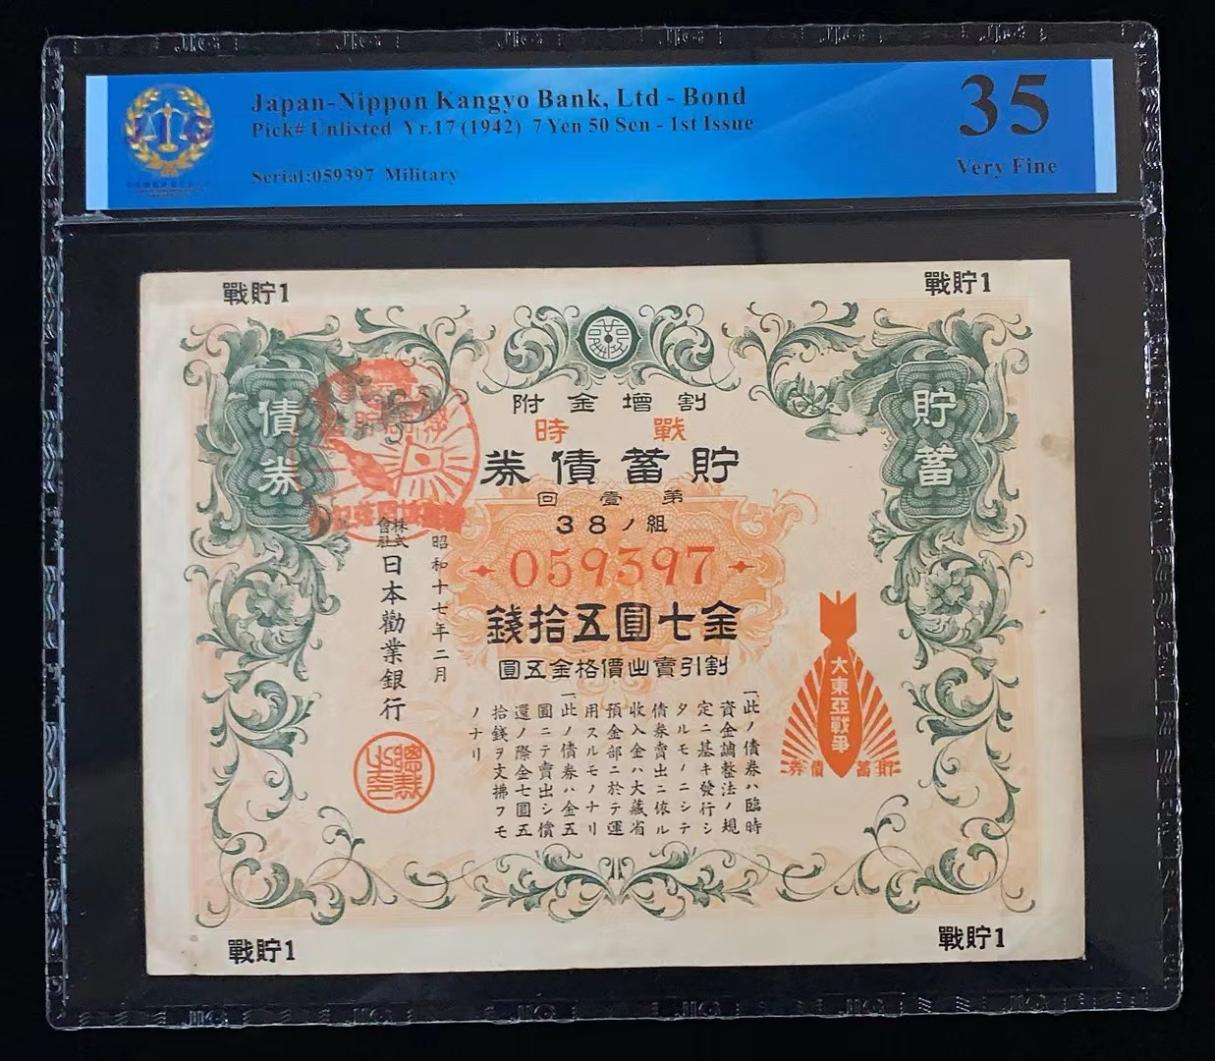 Japan-Nippon Kangyo Bank, Ltd - Bond
Pick# Unlisted Yr.17 (1942) 7 Yen 50 Sen - 1st Issue
Serial:059397 Military
35
Very Fine
戰貯1
戰貯1
貯蓄
債券
割增金附
戰時
貯蓄債券
第壹回
38ノ組
059397
金七圓五拾錢
割引賣出價格金五圓
一、此ノ債券ハ臨時
資金調整法ノ規
定ニ基キ發行シ
タルモノニシテ
債券賣出ニ依ル
收入金ハ大藏省
預金部ニ於テ運
用スルモノナリ
一、此ノ債券ハ金五
圓ニテ賣出シ償
還ノ際金七圓五
拾錢ヲ支拂フモ
ノナリ
昭和十七年二月
株式會社日本勸業銀行
總裁之印
大東亞戰爭
貯蓄債券
戰貯1
戰貯1